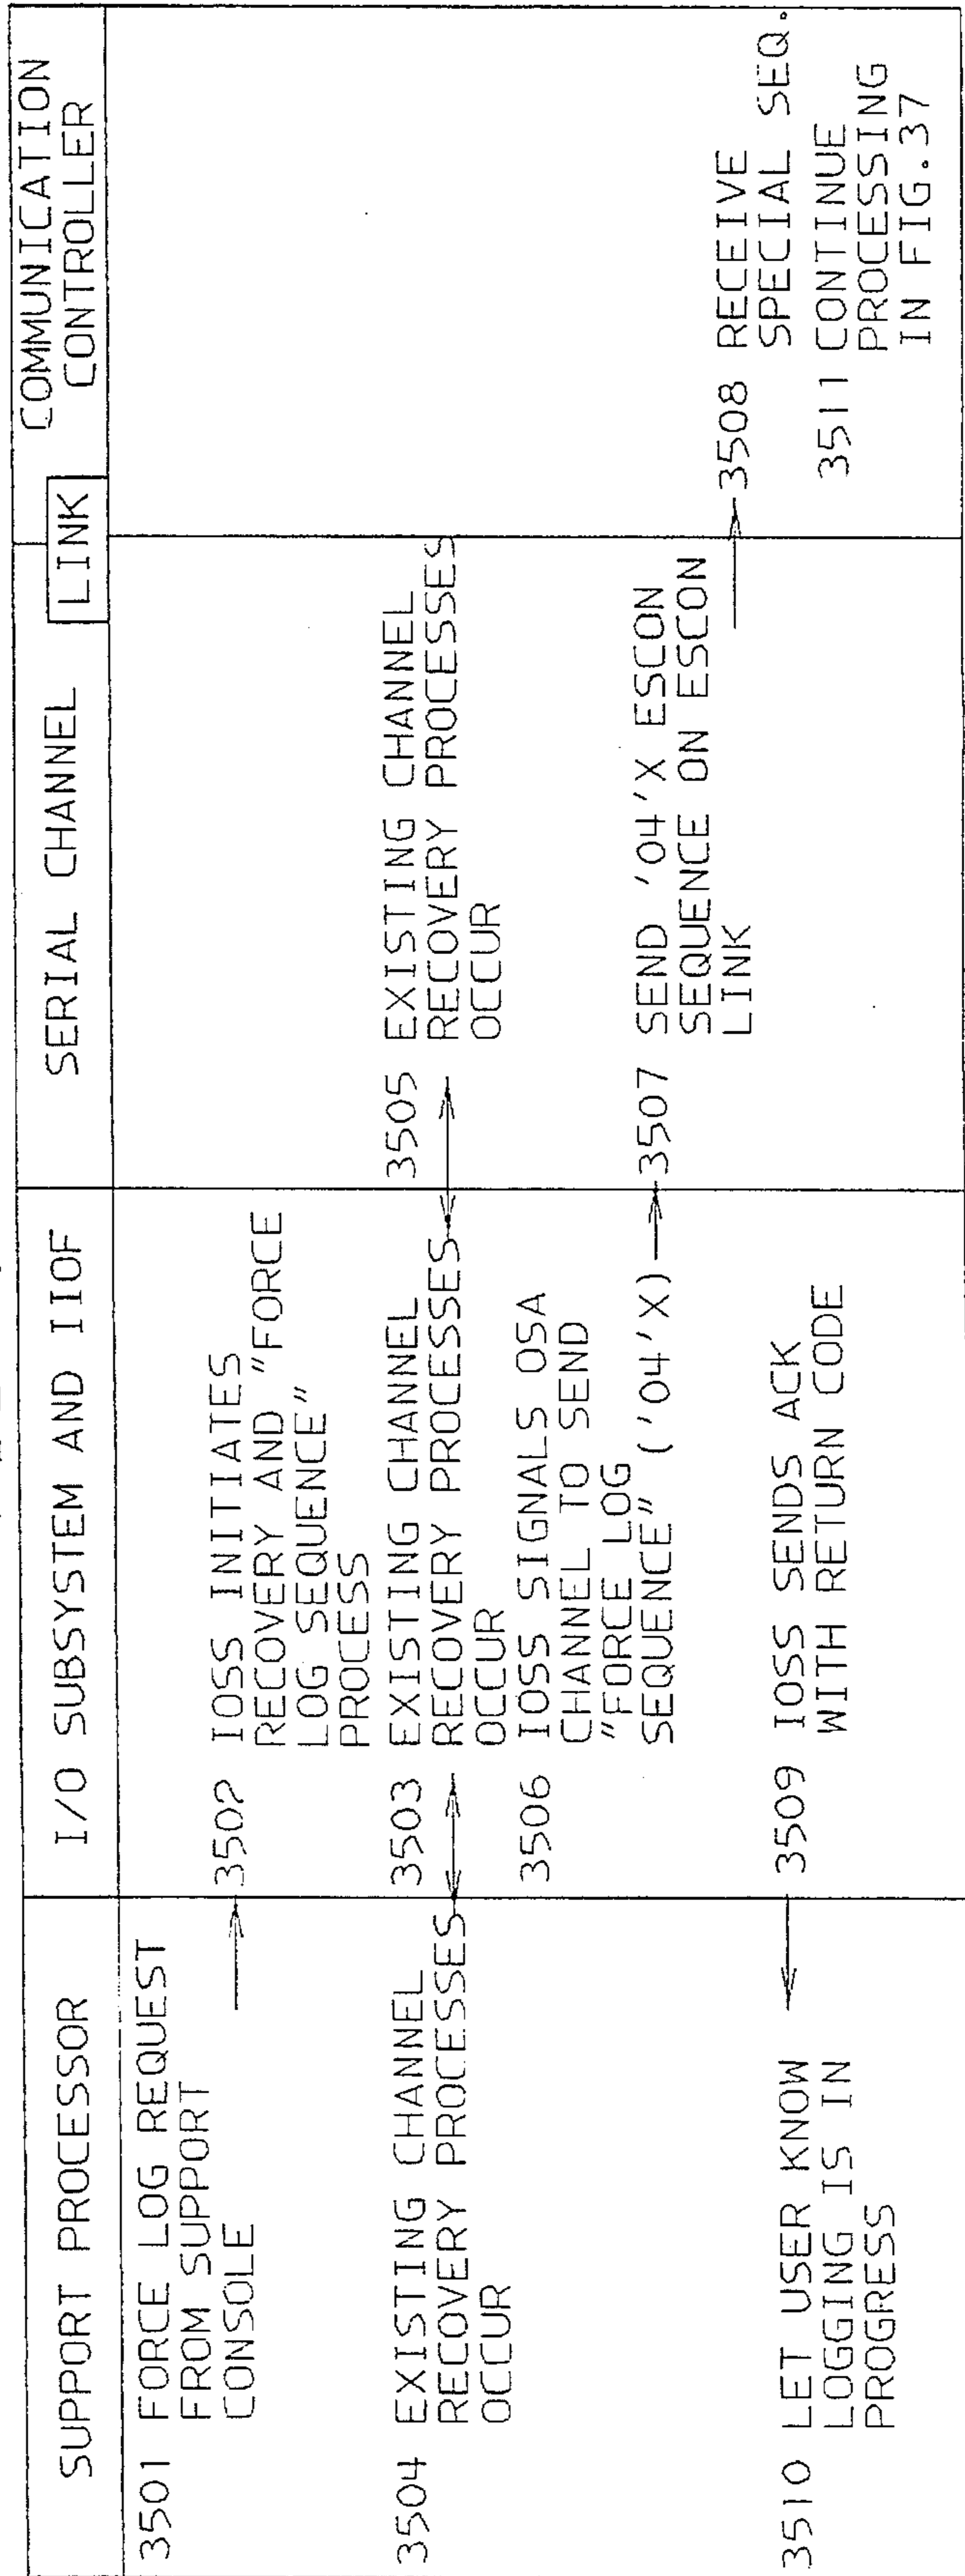 SUPPORT PROCESSOR
I/O SUBSYSTEM AND IIOF
SERIAL CHANNEL
LINK
COMMUNICATION
CONTROLLER
3501 FORCE LOG REQUEST
FROM SUPPORT
CONSOLE
3502 IOSS INITIATES
RECOVERY AND "FORCE
LOG SEQUENCE"
PROCESS
3504 EXISTING CHANNEL
RECOVERY PROCESSES
OCCUR
3503 EXISTING CHANNEL
RECOVERY PROCESSES
OCCUR
3505 EXISTING CHANNEL
RECOVERY PROCESSES
OCCUR
3506 IOSS SIGNALS OSA
CHANNEL TO SEND
"FORCE LOG
SEQUENCE" ('04'X)
3507 SEND '04'X ESCON
SEQUENCE ON ESCON
LINK
3508 RECEIVE
SPECIAL SEQ.
3509 IOSS SENDS ACK
WITH RETURN CODE
3510 LET USER KNOW
LOGGING IS IN
PROGRESS
3511 CONTINUE
PROCESSING
IN FIG.37